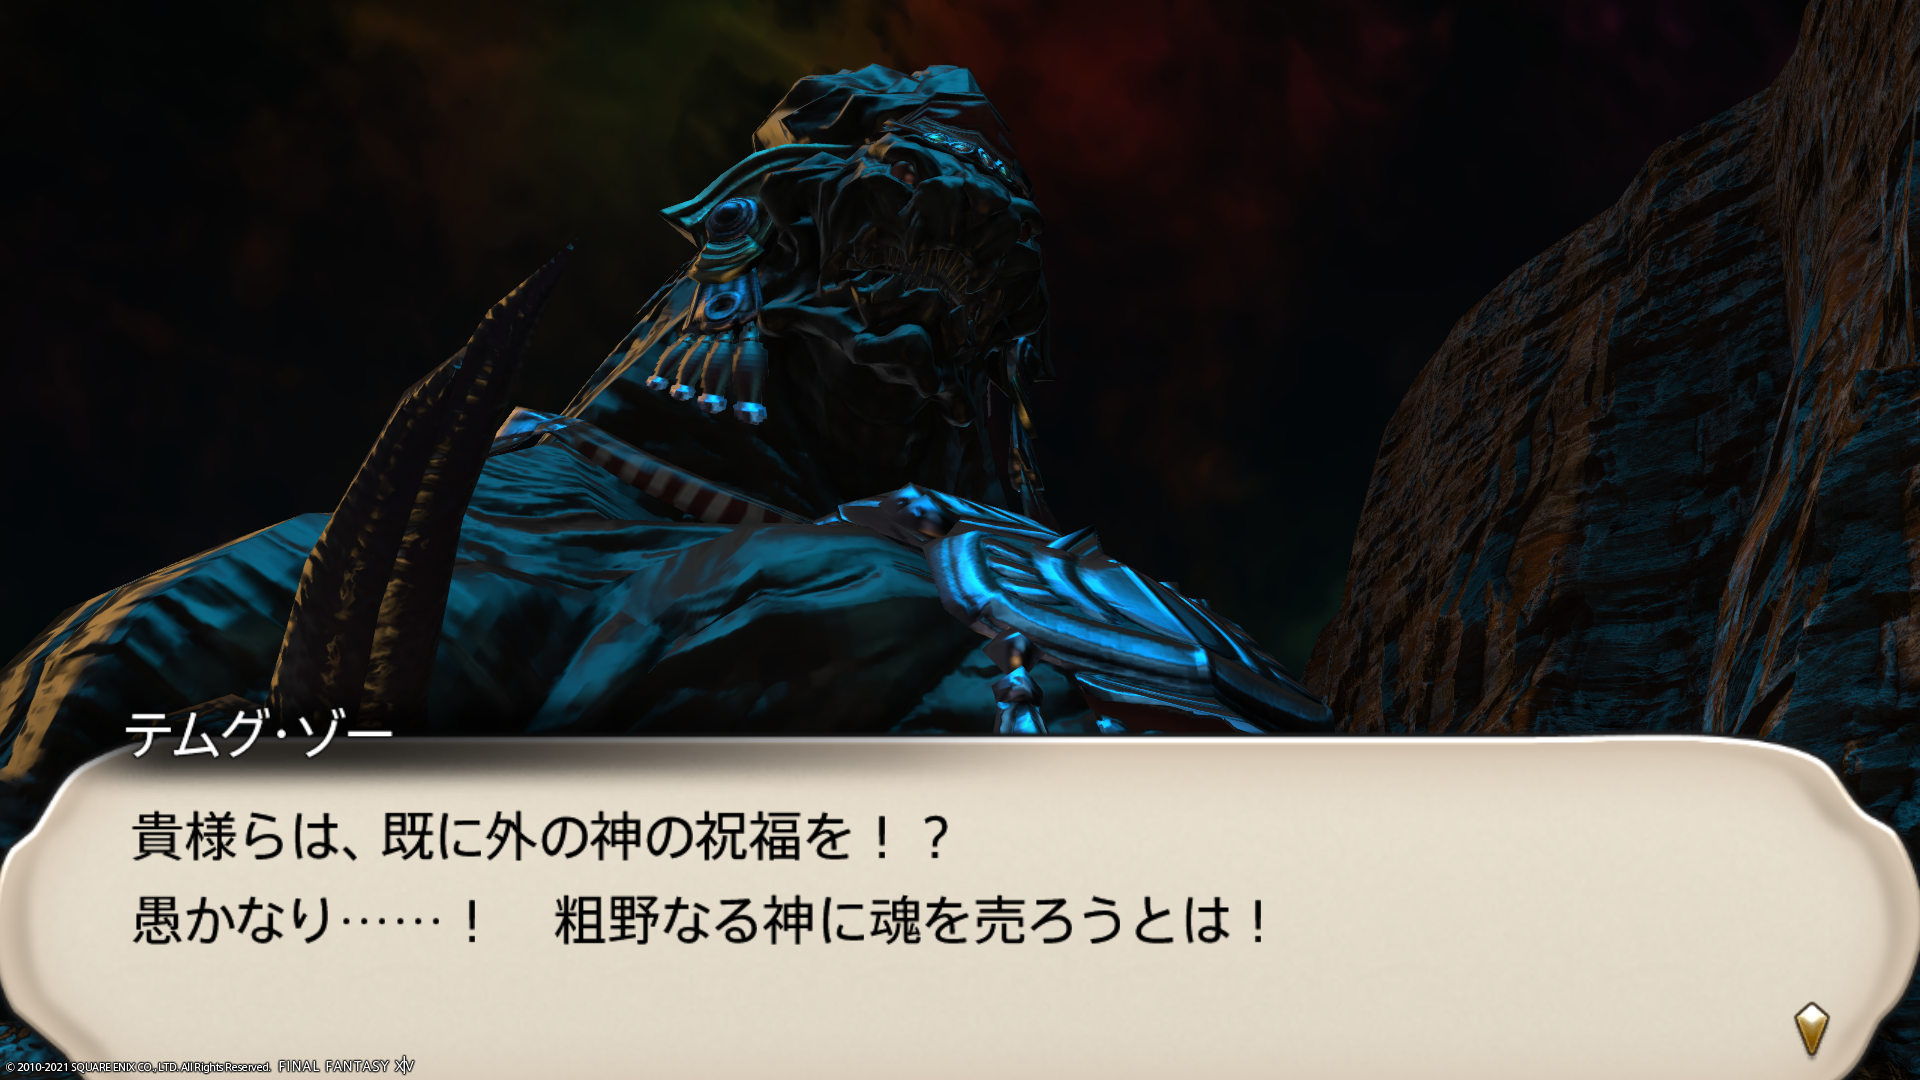 テムグ・ゾー
貴様らは、既に外の神の祝福を！？
愚かなり……！　粗野なる神に魂を売ろうとは！
© 2010-2021 SQUARE ENIX CO., LTD. All Rights Reserved. FINAL FANTASY XIV